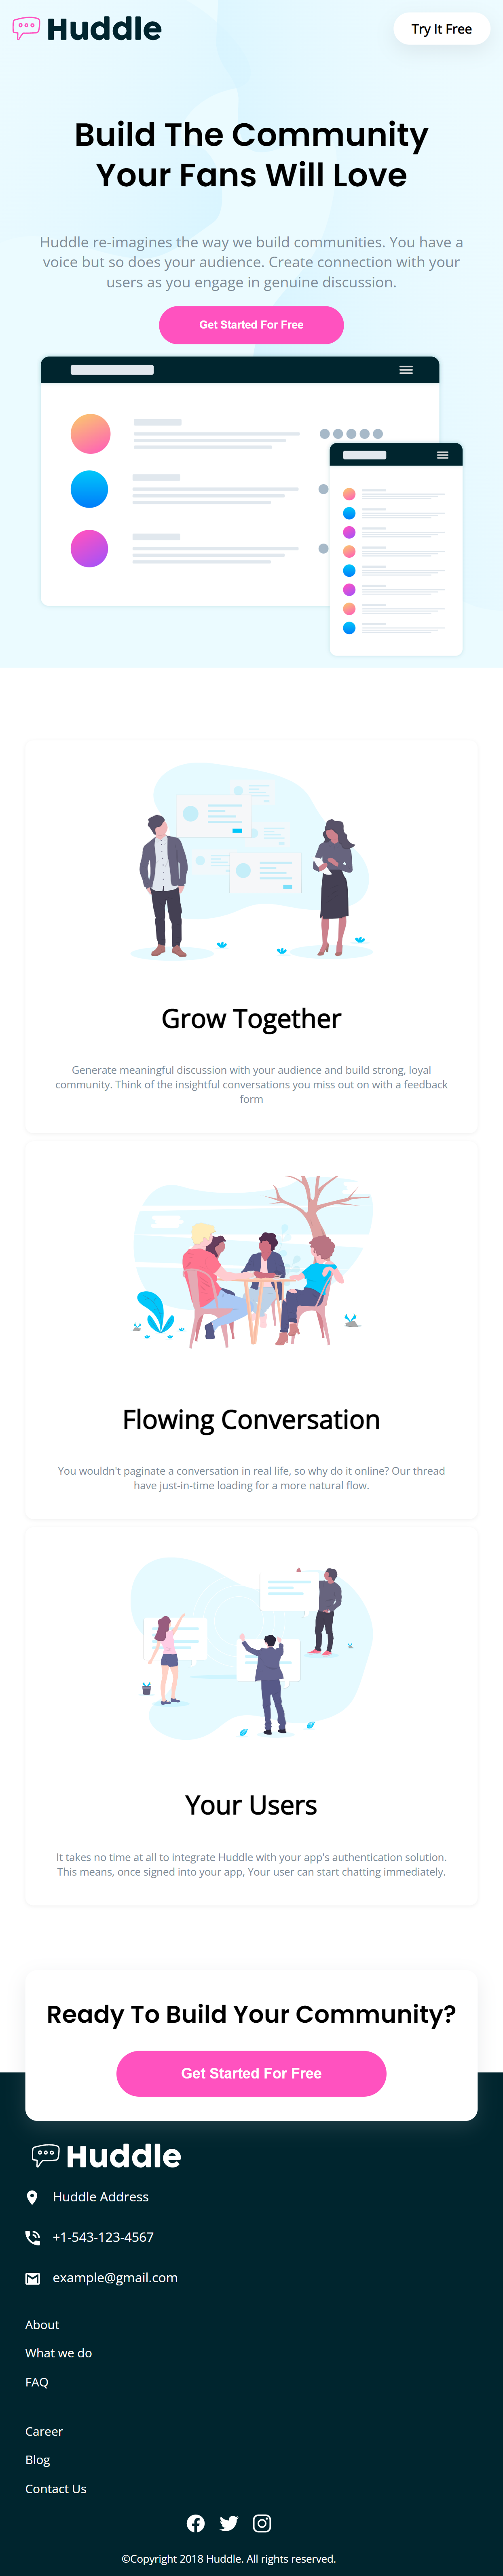 Huddle
Try It Free
Build The Community
Your Fans Will Love
Huddle re-imagines the way we build communities. You have a
voice but so does your audience. Create connection with your
users as you engage in genuine discussion.
Get Started For Free
Grow Together
Generate meaningful discussion with your audience and build strong, loyal
community. Think of the insightful conversations you miss out on with a feedback
form
Flowing Conversation
You wouldn't paginate a conversation in real life, so why do it online? Our thread
have just-in-time loading for a more natural flow.
Your Users
It takes no time at all to integrate Huddle with your app's authentication solution.
This means, once signed into your app, Your user can start chatting immediately.
Ready To Build Your Community?
Get Started For Free
Huddle
Huddle Address
+1-543-123-4567
example@gmail.com
About
What we do
FAQ
Career
Blog
Contact Us
©Copyright 2018 Huddle. All rights reserved.